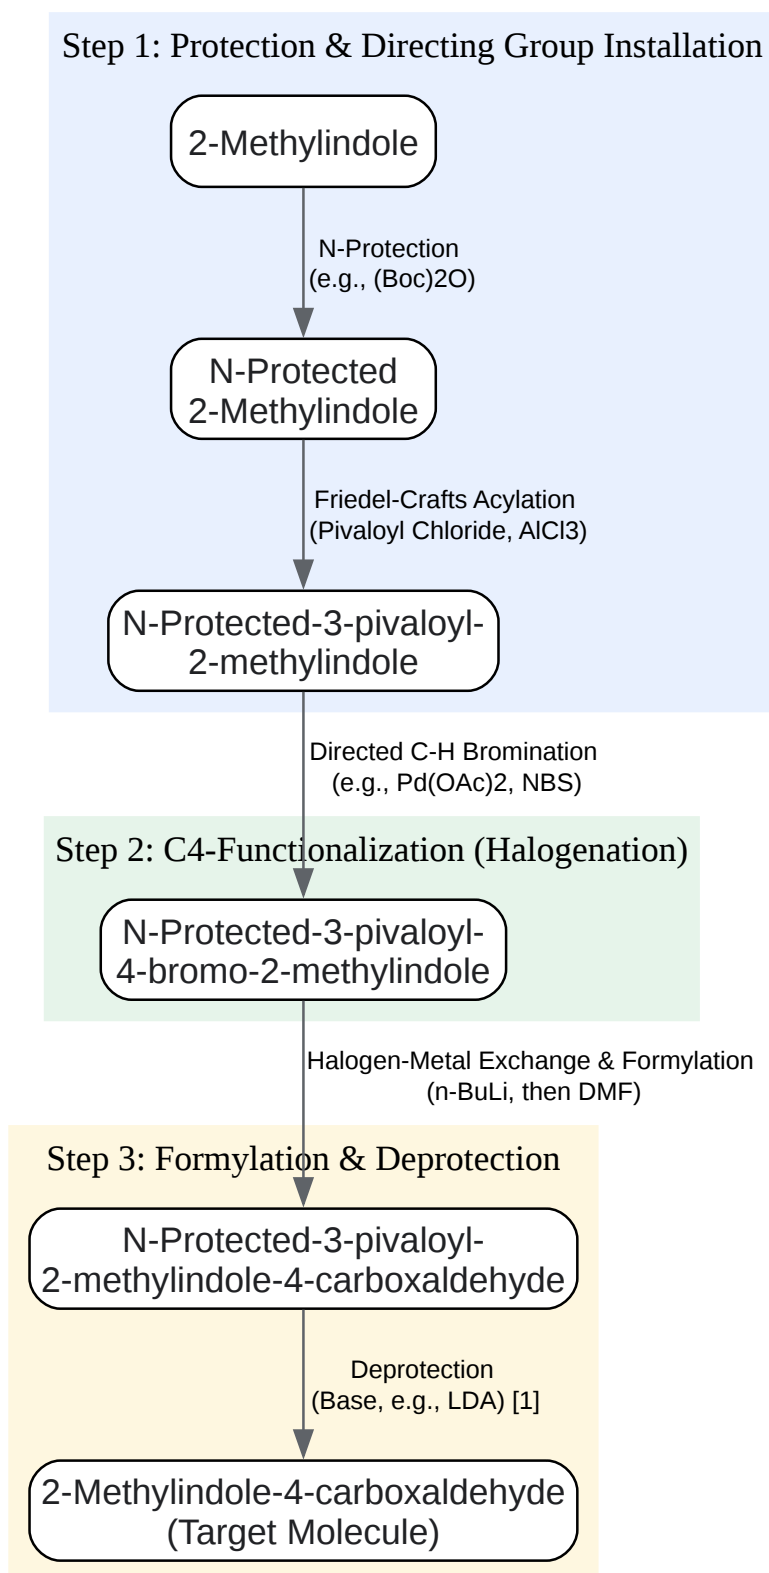 Step 1: Protection & Directing Group Installation
2-Methylindole
N-Protection
(e.g., (Boc)2O)
N-Protected
2-Methylindole
Friedel-Crafts Acylation
(Pivaloyl Chloride, AlCl3)
N-Protected-3-pivaloyl-
2-methylindole
Directed C-H Bromination
(e.g., Pd(OAc)2, NBS)
Step 2: C4-Functionalization (Halogenation)
N-Protected-3-pivaloyl-
4-bromo-2-methylindole
Halogen-Metal Exchange & Formylation
(n-BuLi, then DMF)
Step 3: Formylation & Deprotection
N-Protected-3-pivaloyl-
2-methylindole-4-carboxaldehyde
Deprotection
(Base, e.g., LDA) [1]
2-Methylindole-4-carboxaldehyde
(Target Molecule)